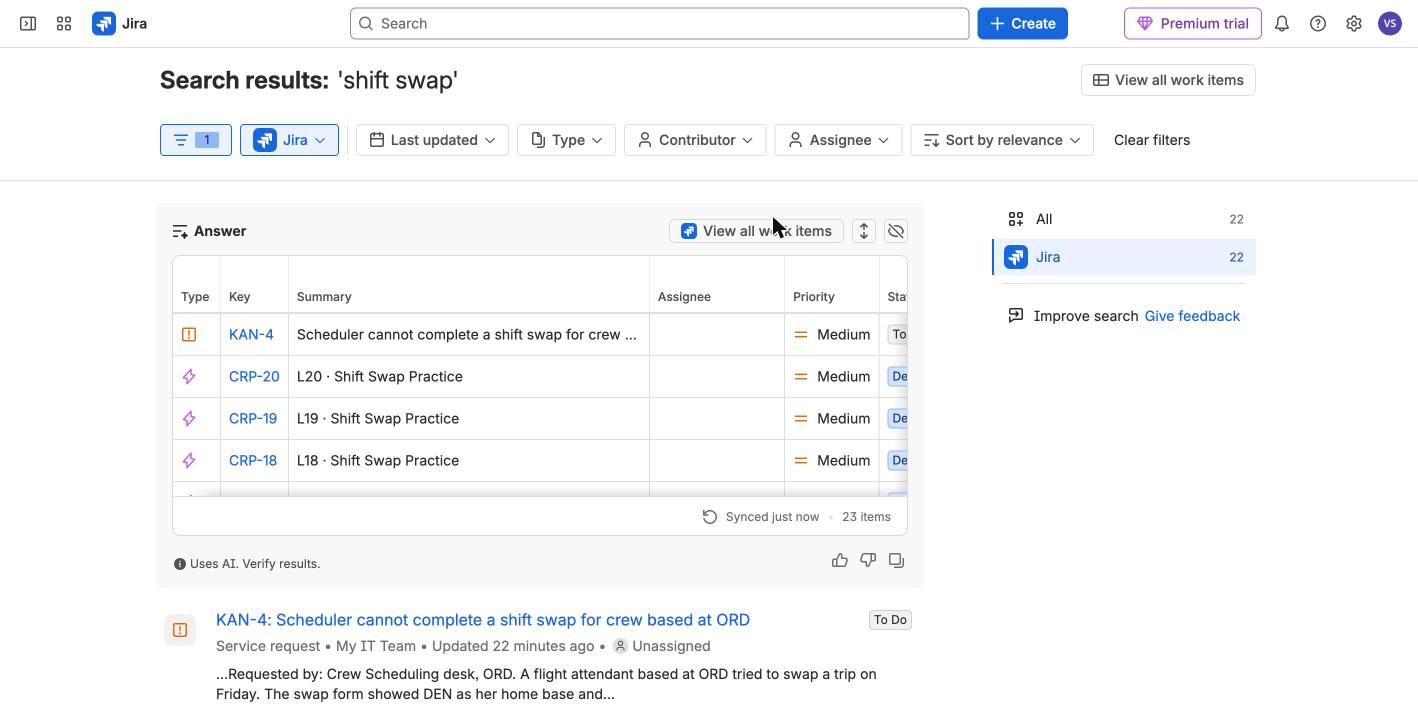 Jira
Search
Create
Premium trial
VS
Search results: 'shift swap'
View all work items
1
Jira
Last updated
Type
Contributor
Assignee
Sort by relevance
Clear filters
Answer
View all work items
Type Key Summary Assignee Priority
KAN-4 Scheduler cannot complete a shift swap for crew ... Medium To
CRP-20 L20 · Shift Swap Practice Medium De
CRP-19 L19 · Shift Swap Practice Medium De
CRP-18 L18 · Shift Swap Practice Medium De
Synced just now • 23 items
Uses AI. Verify results.
KAN-4: Scheduler cannot complete a shift swap for crew based at ORD
To Do
Service request • My IT Team • Updated 22 minutes ago • Unassigned
...Requested by: Crew Scheduling desk, ORD. A flight attendant based at ORD tried to swap a trip on
Friday. The swap form showed DEN as her home base and...
All 22
Jira 22
Improve search Give feedback